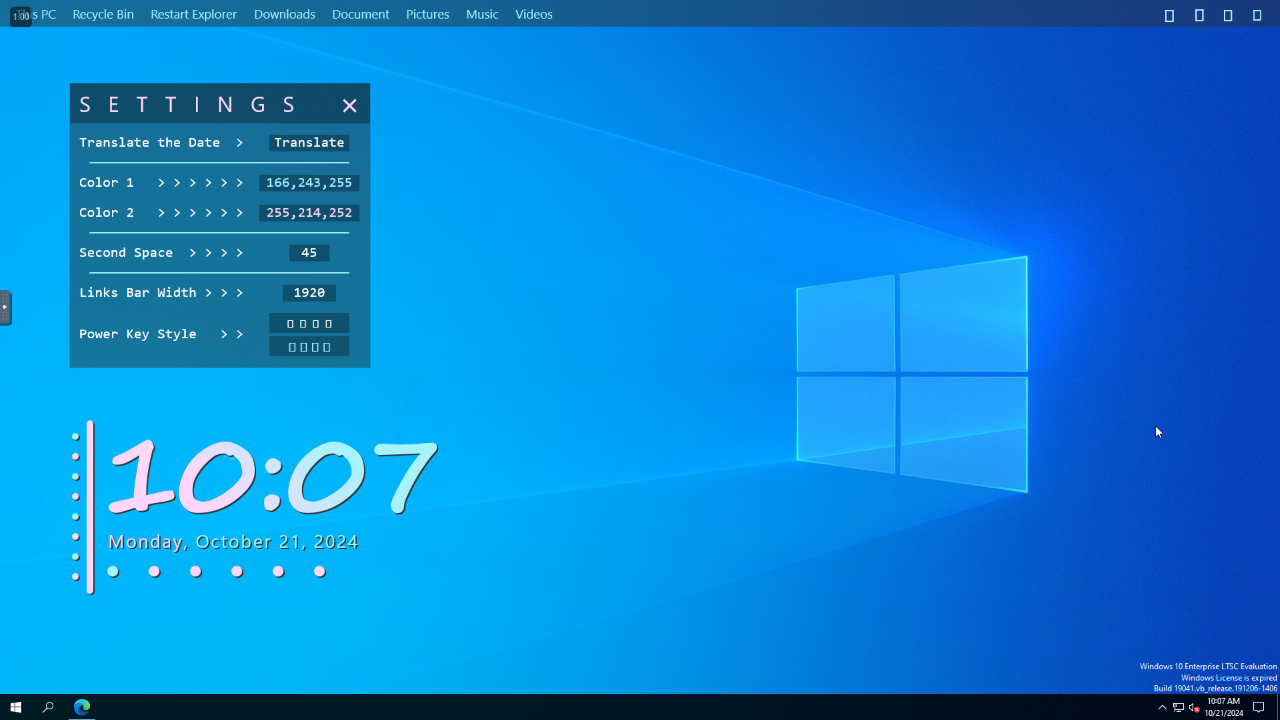 1.00
This PC Recycle Bin Restart Explorer Downloads Document Pictures Music Videos
SETTINGS ×
Translate the Date > Translate
Color 1 > > > > > > 166,243,255
Color 2 > > > > > > 255,214,252
Second Space > > > > 45
Links Bar Width > > > 1920
Power Key Style > >
10:07
Monday, October 21, 2024
Windows 10 Enterprise LTSC Evaluation
Windows License is expired
Build 19041.vb_release.191206-1406
10:07 AM
10/21/2024